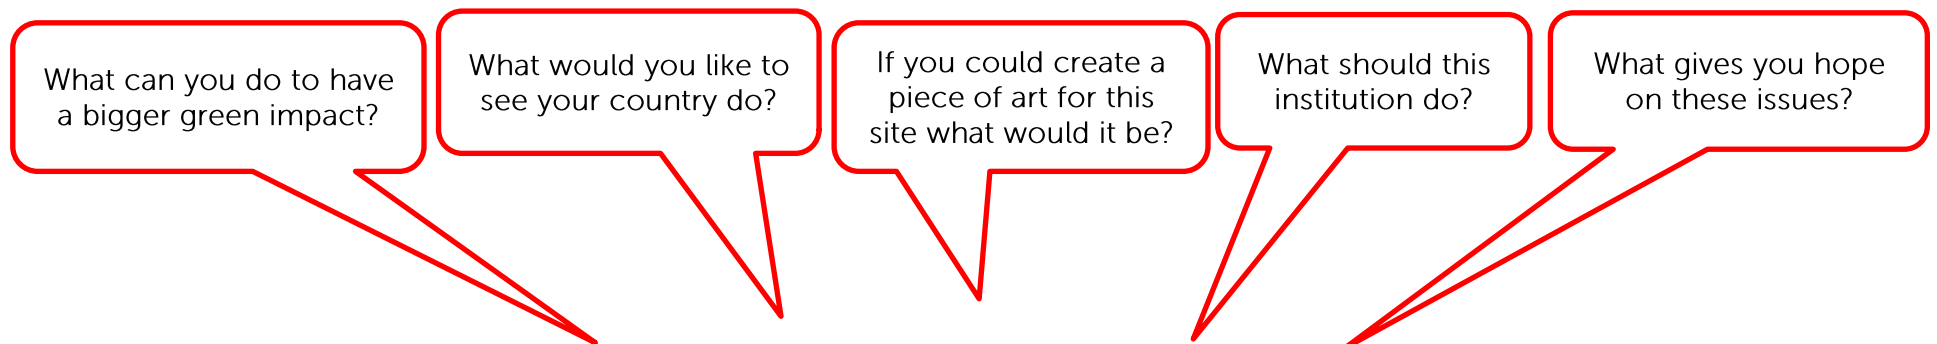 What can you do to have
a bigger green impact?
What would you like to
see your country do?
If you could create a
piece of art for this
site what would it be?
What should this
institution do?
What gives you hope
on these issues?